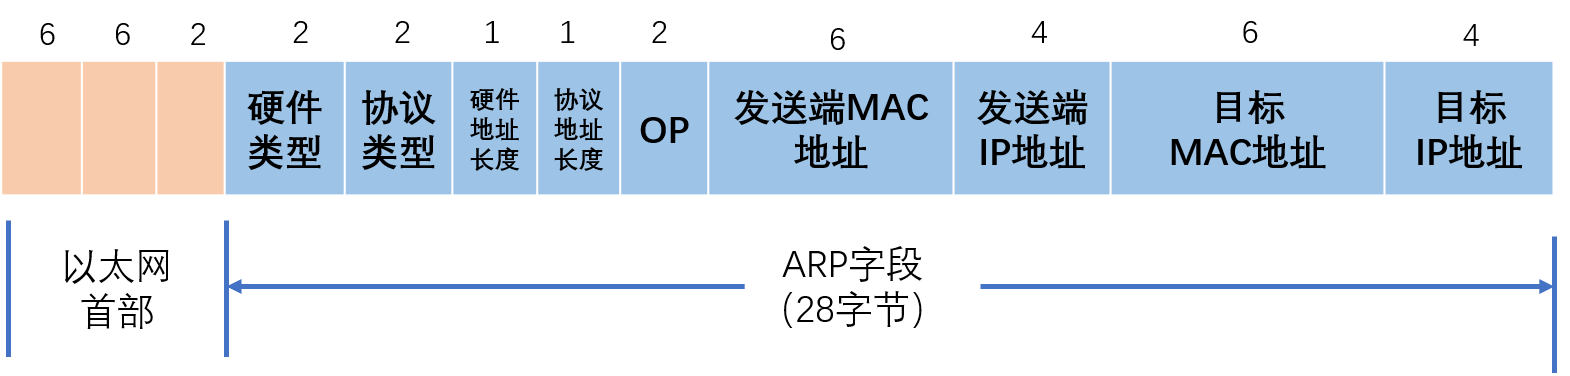 6 6 2 2 2 1 1 2 6 4 6 4
硬件
类型
协议
类型
硬件
地址
长度
协议
地址
长度
OP
发送端MAC
地址
发送端
IP地址
目标
MAC地址
目标
IP地址
以太网
首部
ARP字段
(28字节)